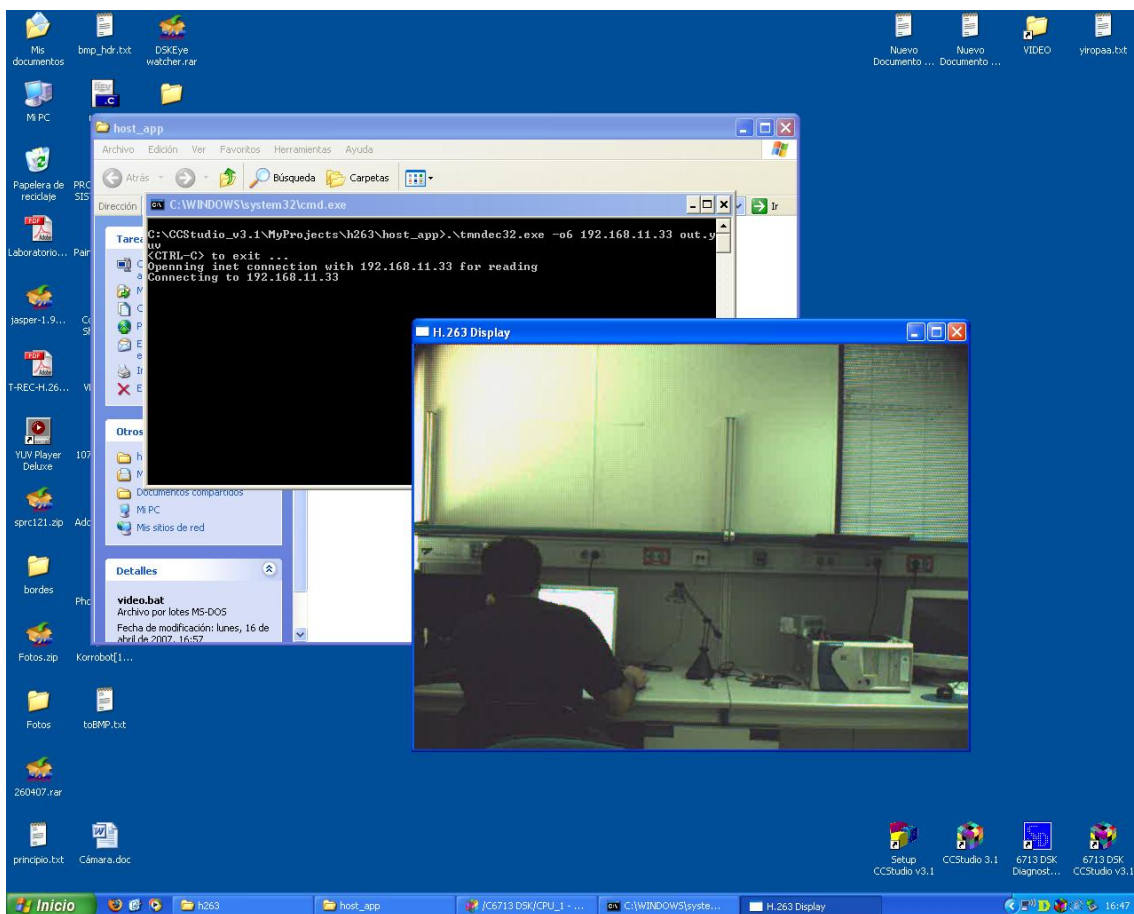 Mis documentos
bmp_hdr.txt
DSKEye watcher.rar
Nuevo Documento ...
Nuevo Documento ...
VIDEO
yiropaa.txt
Mi PC
host_app
Archivo Edición Ver Favoritos Herramientas Ayuda
Atrás Búsqueda Carpetas
Papelera de reciclaje
PRC
SIS
Dirección
C:\WINDOWS\system32\cmd.exe
Ir
C:\CCStudio_v3.1\MyProjects\h263\host_app>.\tmndec32.exe -o6 192.168.11.33 out.y
uv
<CTRL-C> to exit ...
Openning inet connection with 192.168.11.33 for reading
Connecting to 192.168.11.33
Laboratorio...
jasper-1.9...
H.263 Display
T-REC-H.26...
Otros
YUV Player Deluxe
107
Documentos compartidos
Mi PC
Mis sitios de red
sprc121.zip
Detalles
bordes
video.bat
Archivo por lotes MS-DOS
Fecha de modificación: lunes, 16 de
abril de 2007, 16:57
Fotos.zip
Korrobot[1...
Fotos
toBMP.txt
260407.rar
principio.txt
Cámara.doc
Setup CCStudio v3.1
CCStudio 3.1
6713 DSK Diagnost...
6713 DSK CCStudio v3.1
Inicio
h263
host_app
/C6713 DSK/CPU_1 - ...
C:\WINDOWS\syste...
H.263 Display
16:47